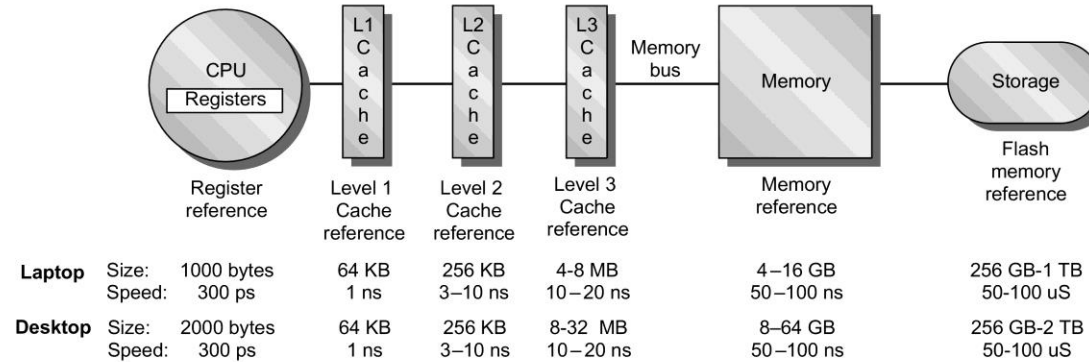 CPU
Registers
L1
C
a
c
h
e
L2
C
a
c
h
e
L3
C
a
c
h
e
Memory
bus
Memory
Storage
Register
reference
Level 1
Cache
reference
Level 2
Cache
reference
Level 3
Cache
reference
Memory
reference
Flash
memory
reference
Laptop Size: 1000 bytes 64 KB 256 KB 4-8 MB 4–16 GB 256 GB-1 TB
Speed: 300 ps 1 ns 3–10 ns 10–20 ns 50–100 ns 50-100 uS
Desktop Size: 2000 bytes 64 KB 256 KB 8-32 MB 8–64 GB 256 GB-2 TB
Speed: 300 ps 1 ns 3–10 ns 10–20 ns 50–100 ns 50-100 uS